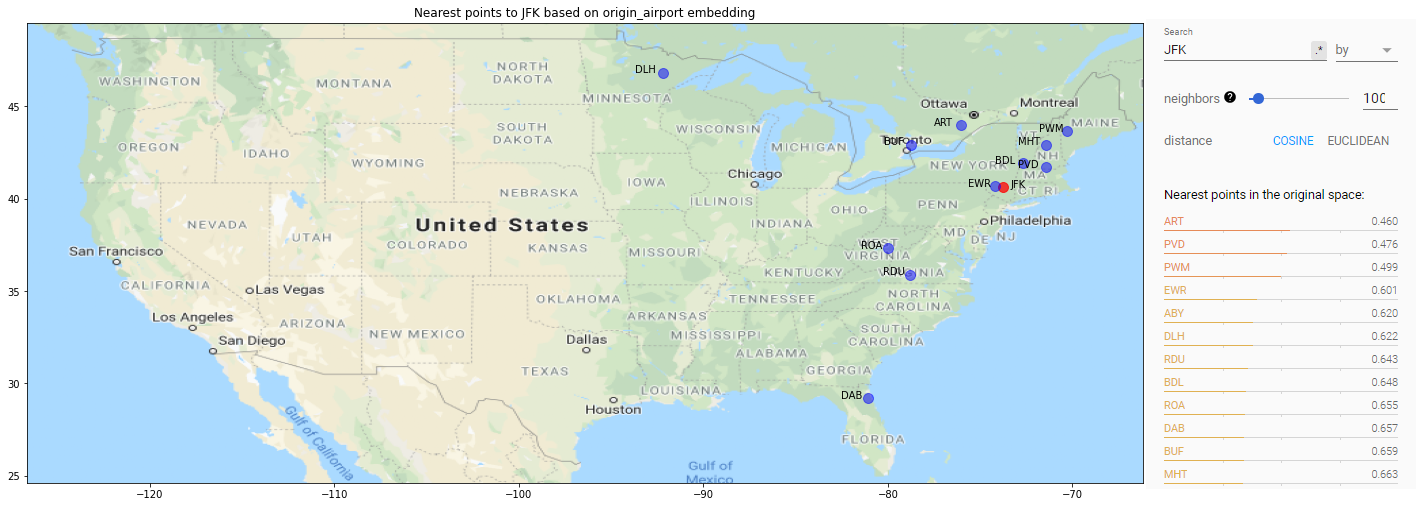 Nearest points to JFK based on origin_airport embedding
45
40
35
30
25
−120
−110
−100
−90
−80
−70
WASHINGTON
MONTANA
NORTH
DAKOTA
MINNESOTA
DLH
Ottawa
Montreal
ART
PWM
MAINE
OREGON
IDAHO
SOUTH
DAKOTA
WISCONSIN
MICHIGAN
BUF
Toronto
MHT
VT
NH
WYOMING
Chicago
NEW YORK
BDL
PVD
MA
CT RI
IOWA
NEBRASKA
EWR
JFK
ILLINOIS
INDIANA
OHIO
PENN
Philadelphia
NEVADA
UTAH
COLORADO
United States
KANSAS
MISSOURI
ROA
WEST
VIRGINIA
MD
DE
NJ
San Francisco
CALIFORNIA
Las Vegas
KENTUCKY
RDU
VIRGINIA
OKLAHOMA
TENNESSEE
NORTH
CAROLINA
Los Angeles
San Diego
ARIZONA
NEW MEXICO
ARKANSAS
MISSISSIPPI
SOUTH
CAROLINA
Dallas
ALABAMA
TEXAS
GEORGIA
LOUISIANA
Houston
DAB
FLORIDA
Gulf of California
Gulf of
Mexico
Search
JFK
.*
by
neighbors
?
100
distance
COSINE
EUCLIDEAN
Nearest points in the original space:
ART 0.460
PVD 0.476
PWM 0.499
EWR 0.601
ABY 0.620
DLH 0.622
RDU 0.643
BDL 0.648
ROA 0.655
DAB 0.657
BUF 0.659
MHT 0.663